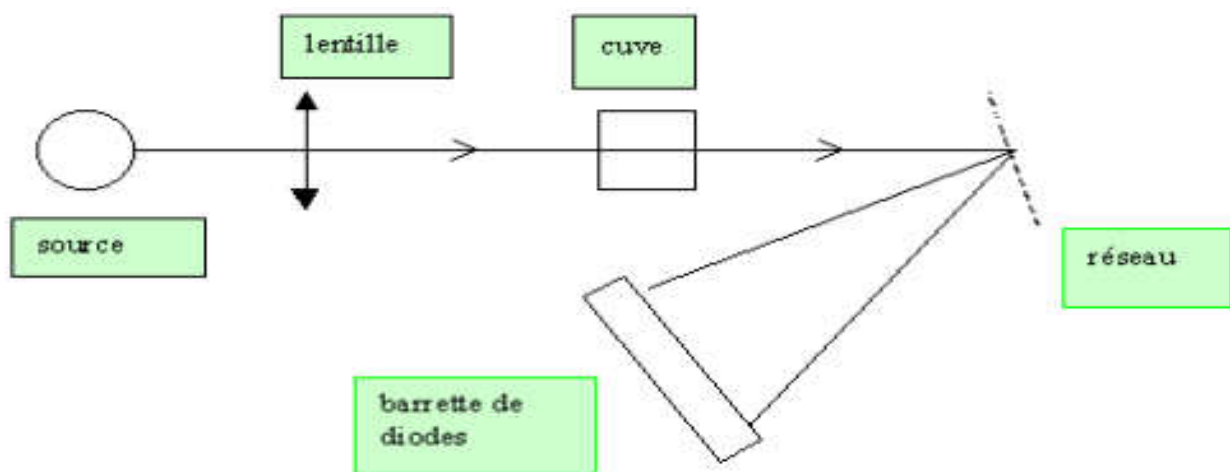 lentille
cuve
source
réseau
barrette de
diodes